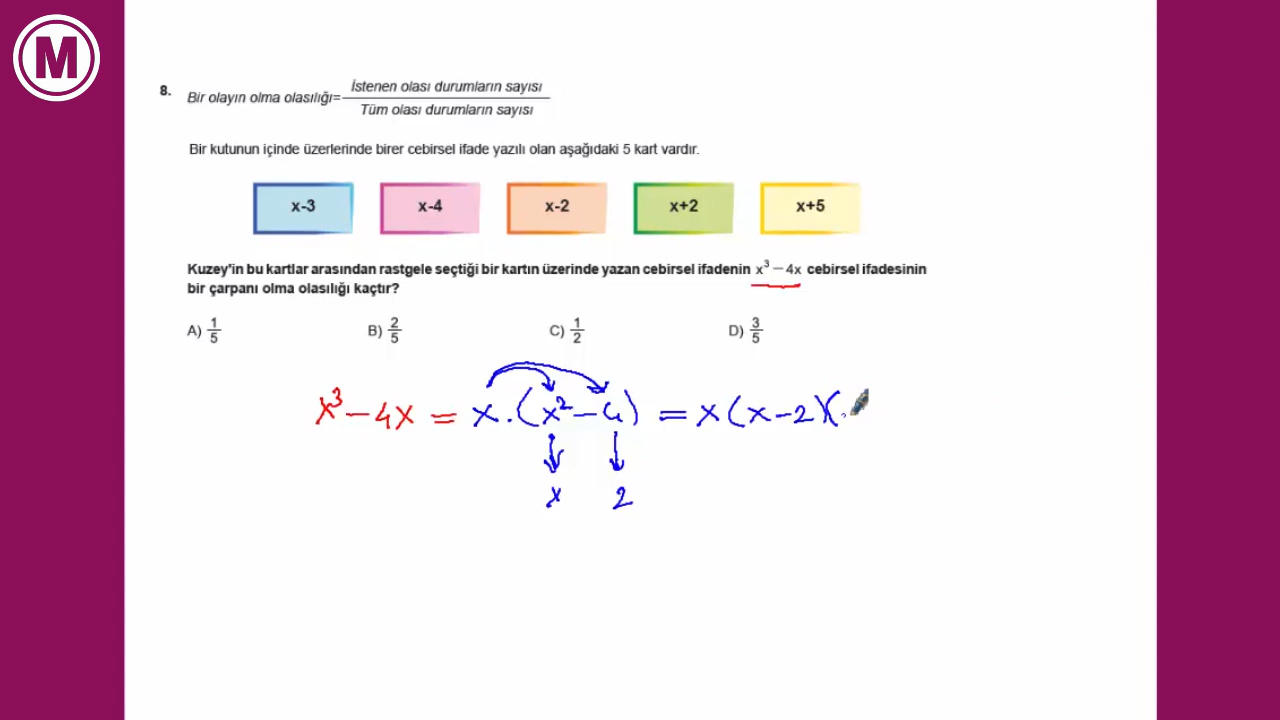 M
8. Bir olayın olma olasılığı= İstenen olası durumların sayısı / Tüm olası durumların sayısı
Bir kutunun içinde üzerlerinde birer cebirsel ifade yazılı olan aşağıdaki 5 kart vardır.
x-3 x-4 x-2 x+2 x+5
Kuzey'in bu kartlar arasından rastgele seçtiği bir kartın üzerinde yazan cebirsel ifadenin x³ – 4x cebirsel ifadesinin
bir çarpanı olma olasılığı kaçtır?
A) 1/5 B) 2/5 C) 1/2 D) 3/5
x³ – 4x = x . (x² – 4) = x (x – 2)(
x 2